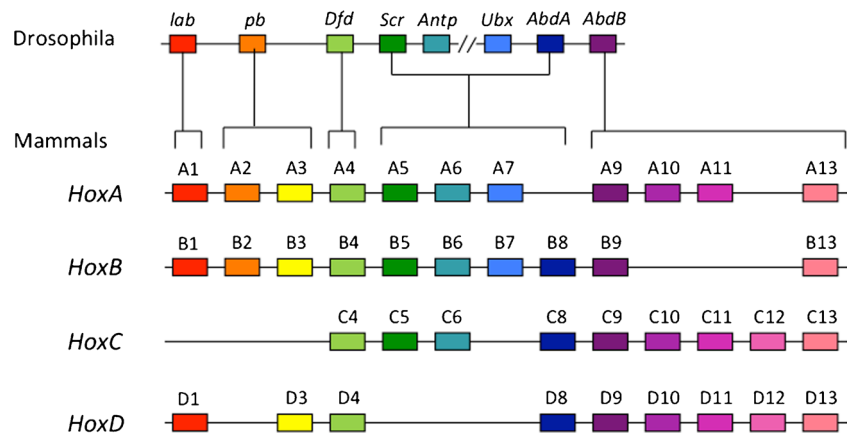 lab pb Dfd Scr Antp Ubx AbdA AbdB
Drosophila
Mammals
A1 A2 A3 A4 A5 A6 A7 A9 A10 A11 A13
HoxA
B1 B2 B3 B4 B5 B6 B7 B8 B9 B13
HoxB
C4 C5 C6 C8 C9 C10 C11 C12 C13
HoxC
D1 D3 D4 D8 D9 D10 D11 D12 D13
HoxD